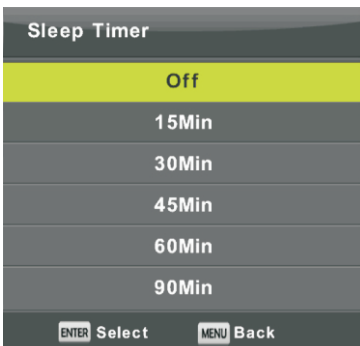 Sleep Timer
Off
15Min
30Min
45Min
60Min
90Min
ENTER Select MENU Back